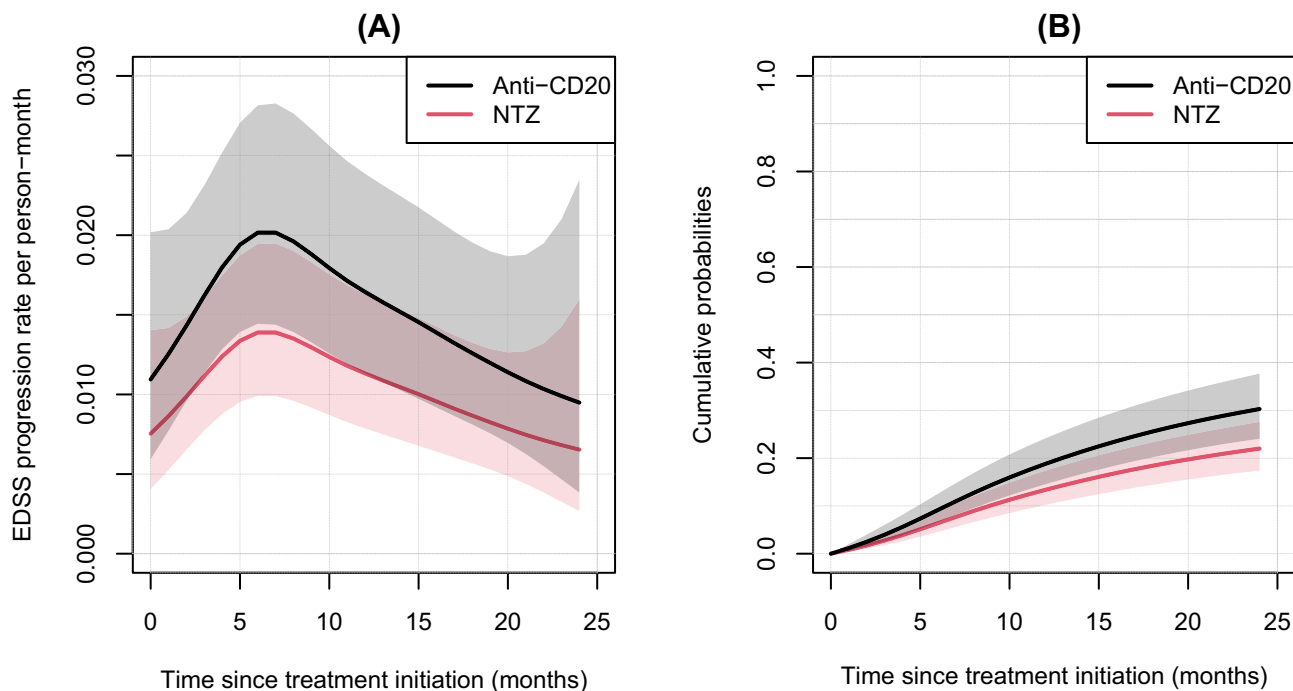 (A)
EDSS progression rate per person−month
0.030
0.020
0.010
0.000
Anti−CD20
NTZ
0 5 10 15 20 25
Time since treatment initiation (months)
(B)
Cumulative probabilities
1.0
0.8
0.6
0.4
0.2
0.0
Anti−CD20
NTZ
0 5 10 15 20 25
Time since treatment initiation (months)